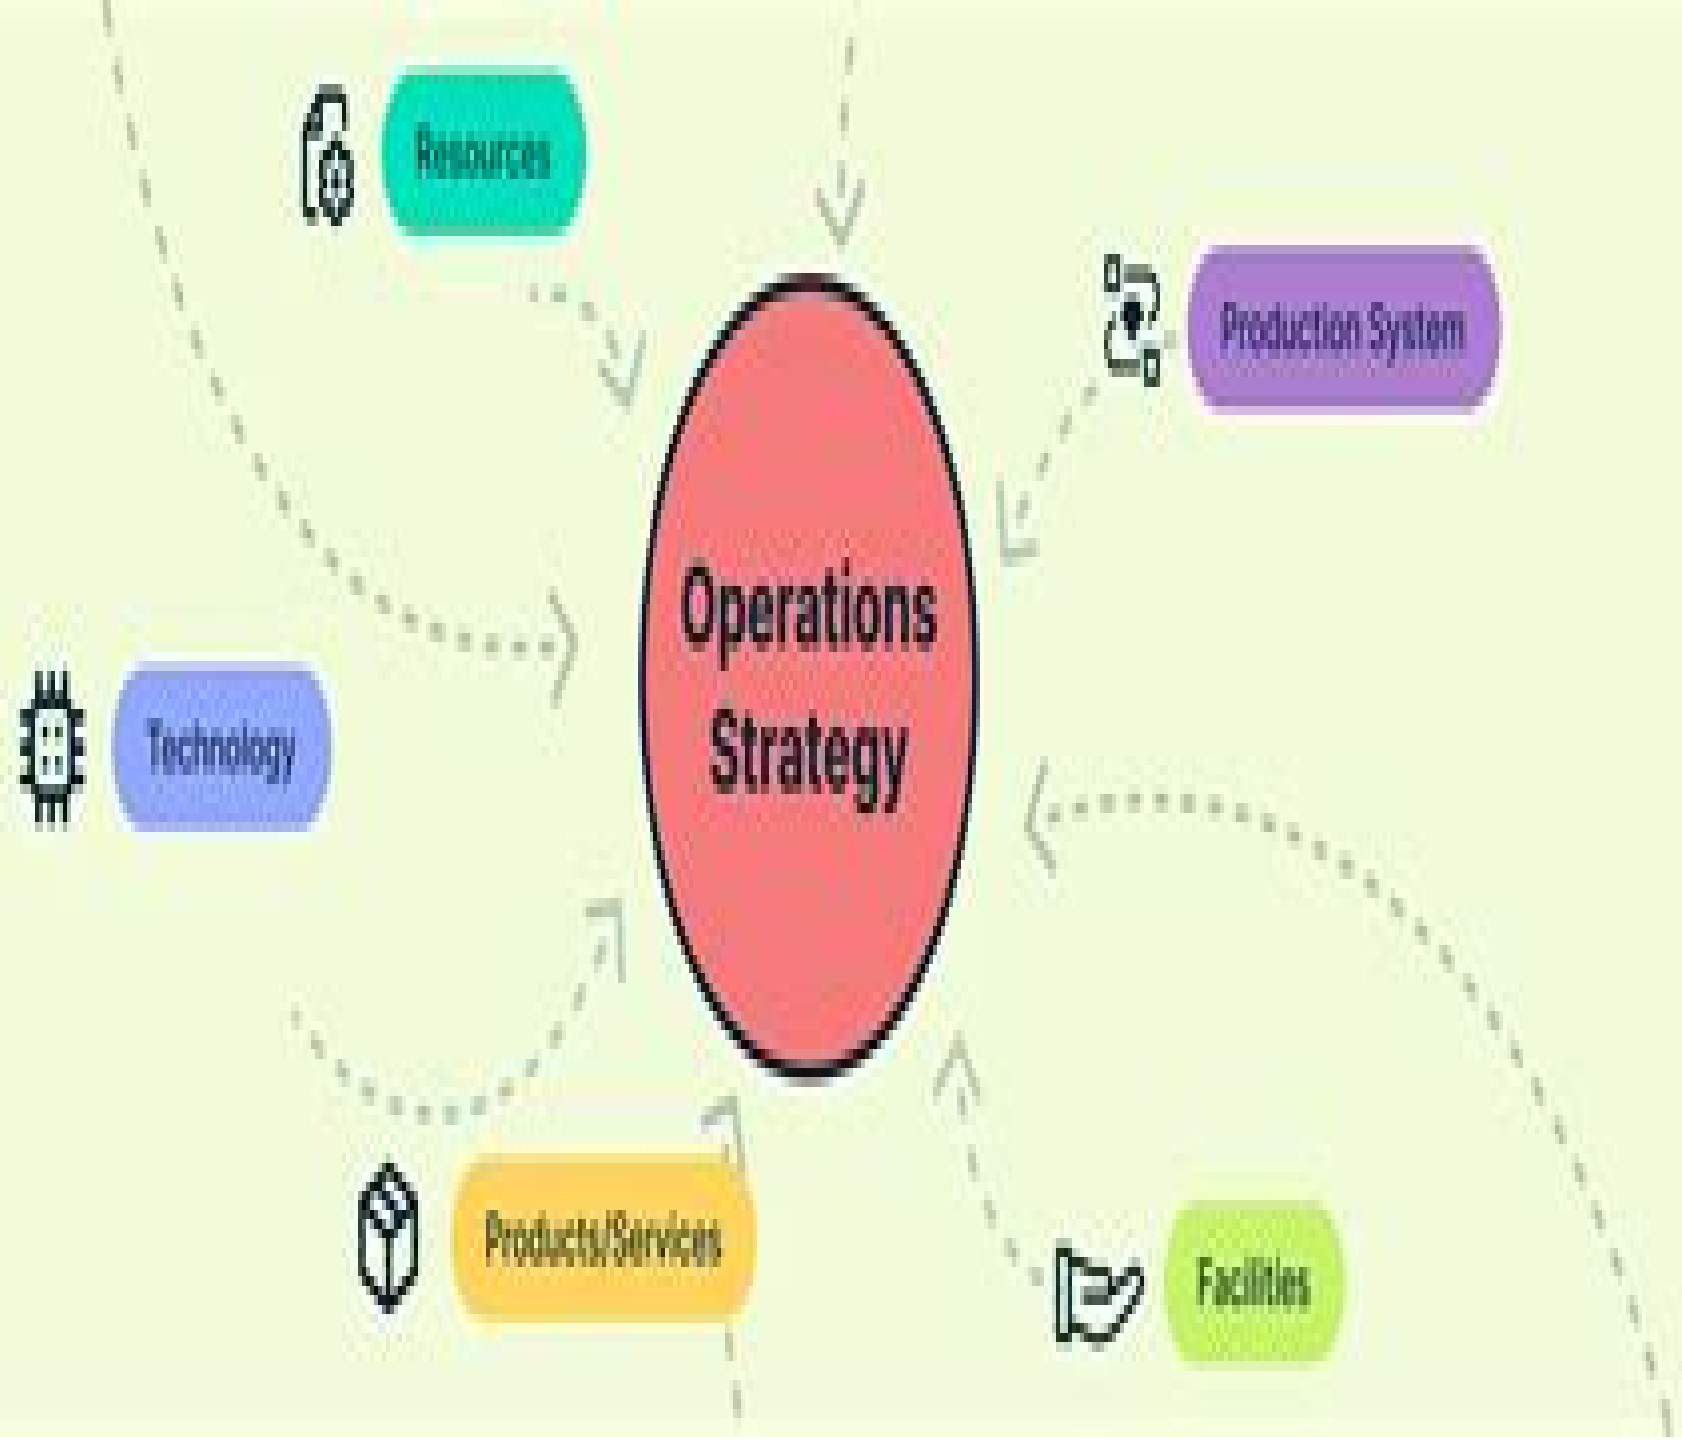 Resources
Production System
Operations
Strategy
Technology
Products/Services
Facilities